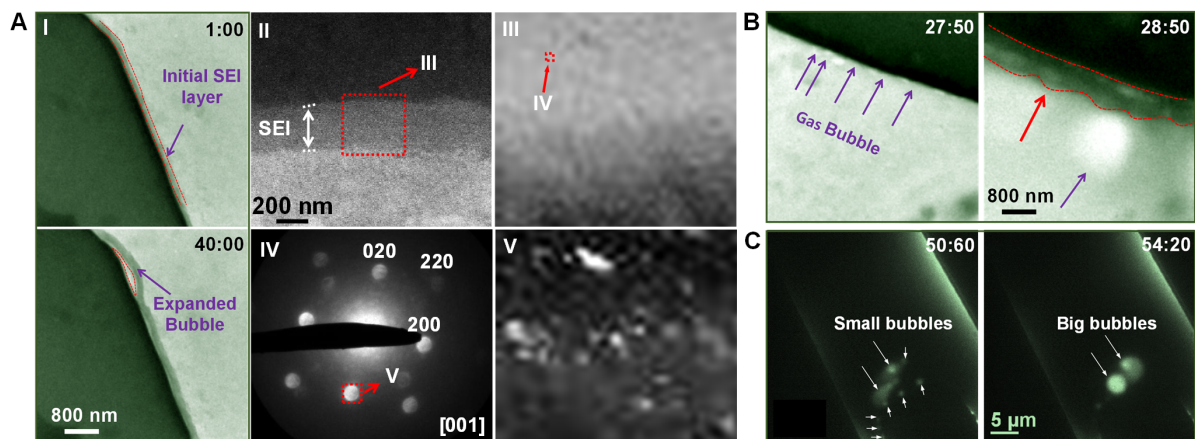 A
I
1:00
Initial SEI
layer
II
III
SEI
200 nm
III
IV
B
27:50
Gas Bubble
28:50
800 nm
40:00
Expanded
Bubble
800 nm
IV
020
220
200
V
[001]
V
C
50:60
Small bubbles
54:20
Big bubbles
5 µm